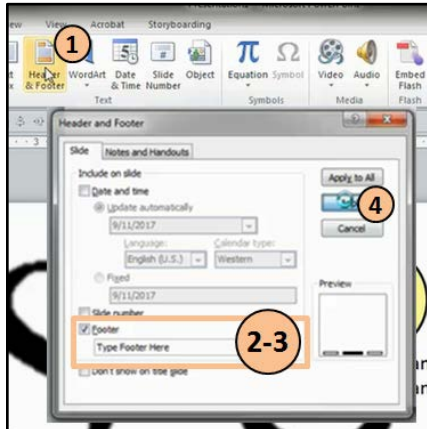 View Acrobat Storyboarding
1
Header & Footer WordArt Date & Time Slide Number Object Equation Symbol Video Audio Embed Flash
Text Symbols Media Flash
3
Header and Footer
Slide Notes and Handouts
Include on slide
Date and time
Update automatically
9/11/2017
Language: Calendar type:
English (U.S.) Western
Fixed
9/11/2017
Slide number
Footer
Type Footer Here
Don't show on title slide
Apply to All
4
Cancel
Preview
2-3